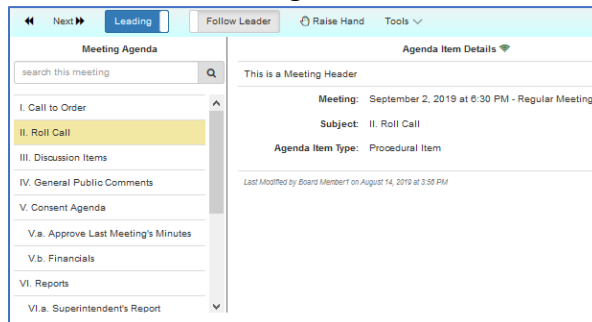 Next Leading Follow Leader Raise Hand Tools
Meeting Agenda
search this meeting
I. Call to Order
II. Roll Call
III. Discussion Items
IV. General Public Comments
V. Consent Agenda
V.a. Approve Last Meeting's Minutes
V.b. Financials
VI. Reports
VI.a. Superintendent's Report
Agenda Item Details
This is a Meeting Header
Meeting: September 2, 2019 at 6:30 PM - Regular Meeting
Subject: II. Roll Call
Agenda Item Type: Procedural Item
Last Modified by Board Member1 on August 14, 2019 at 3:56 PM